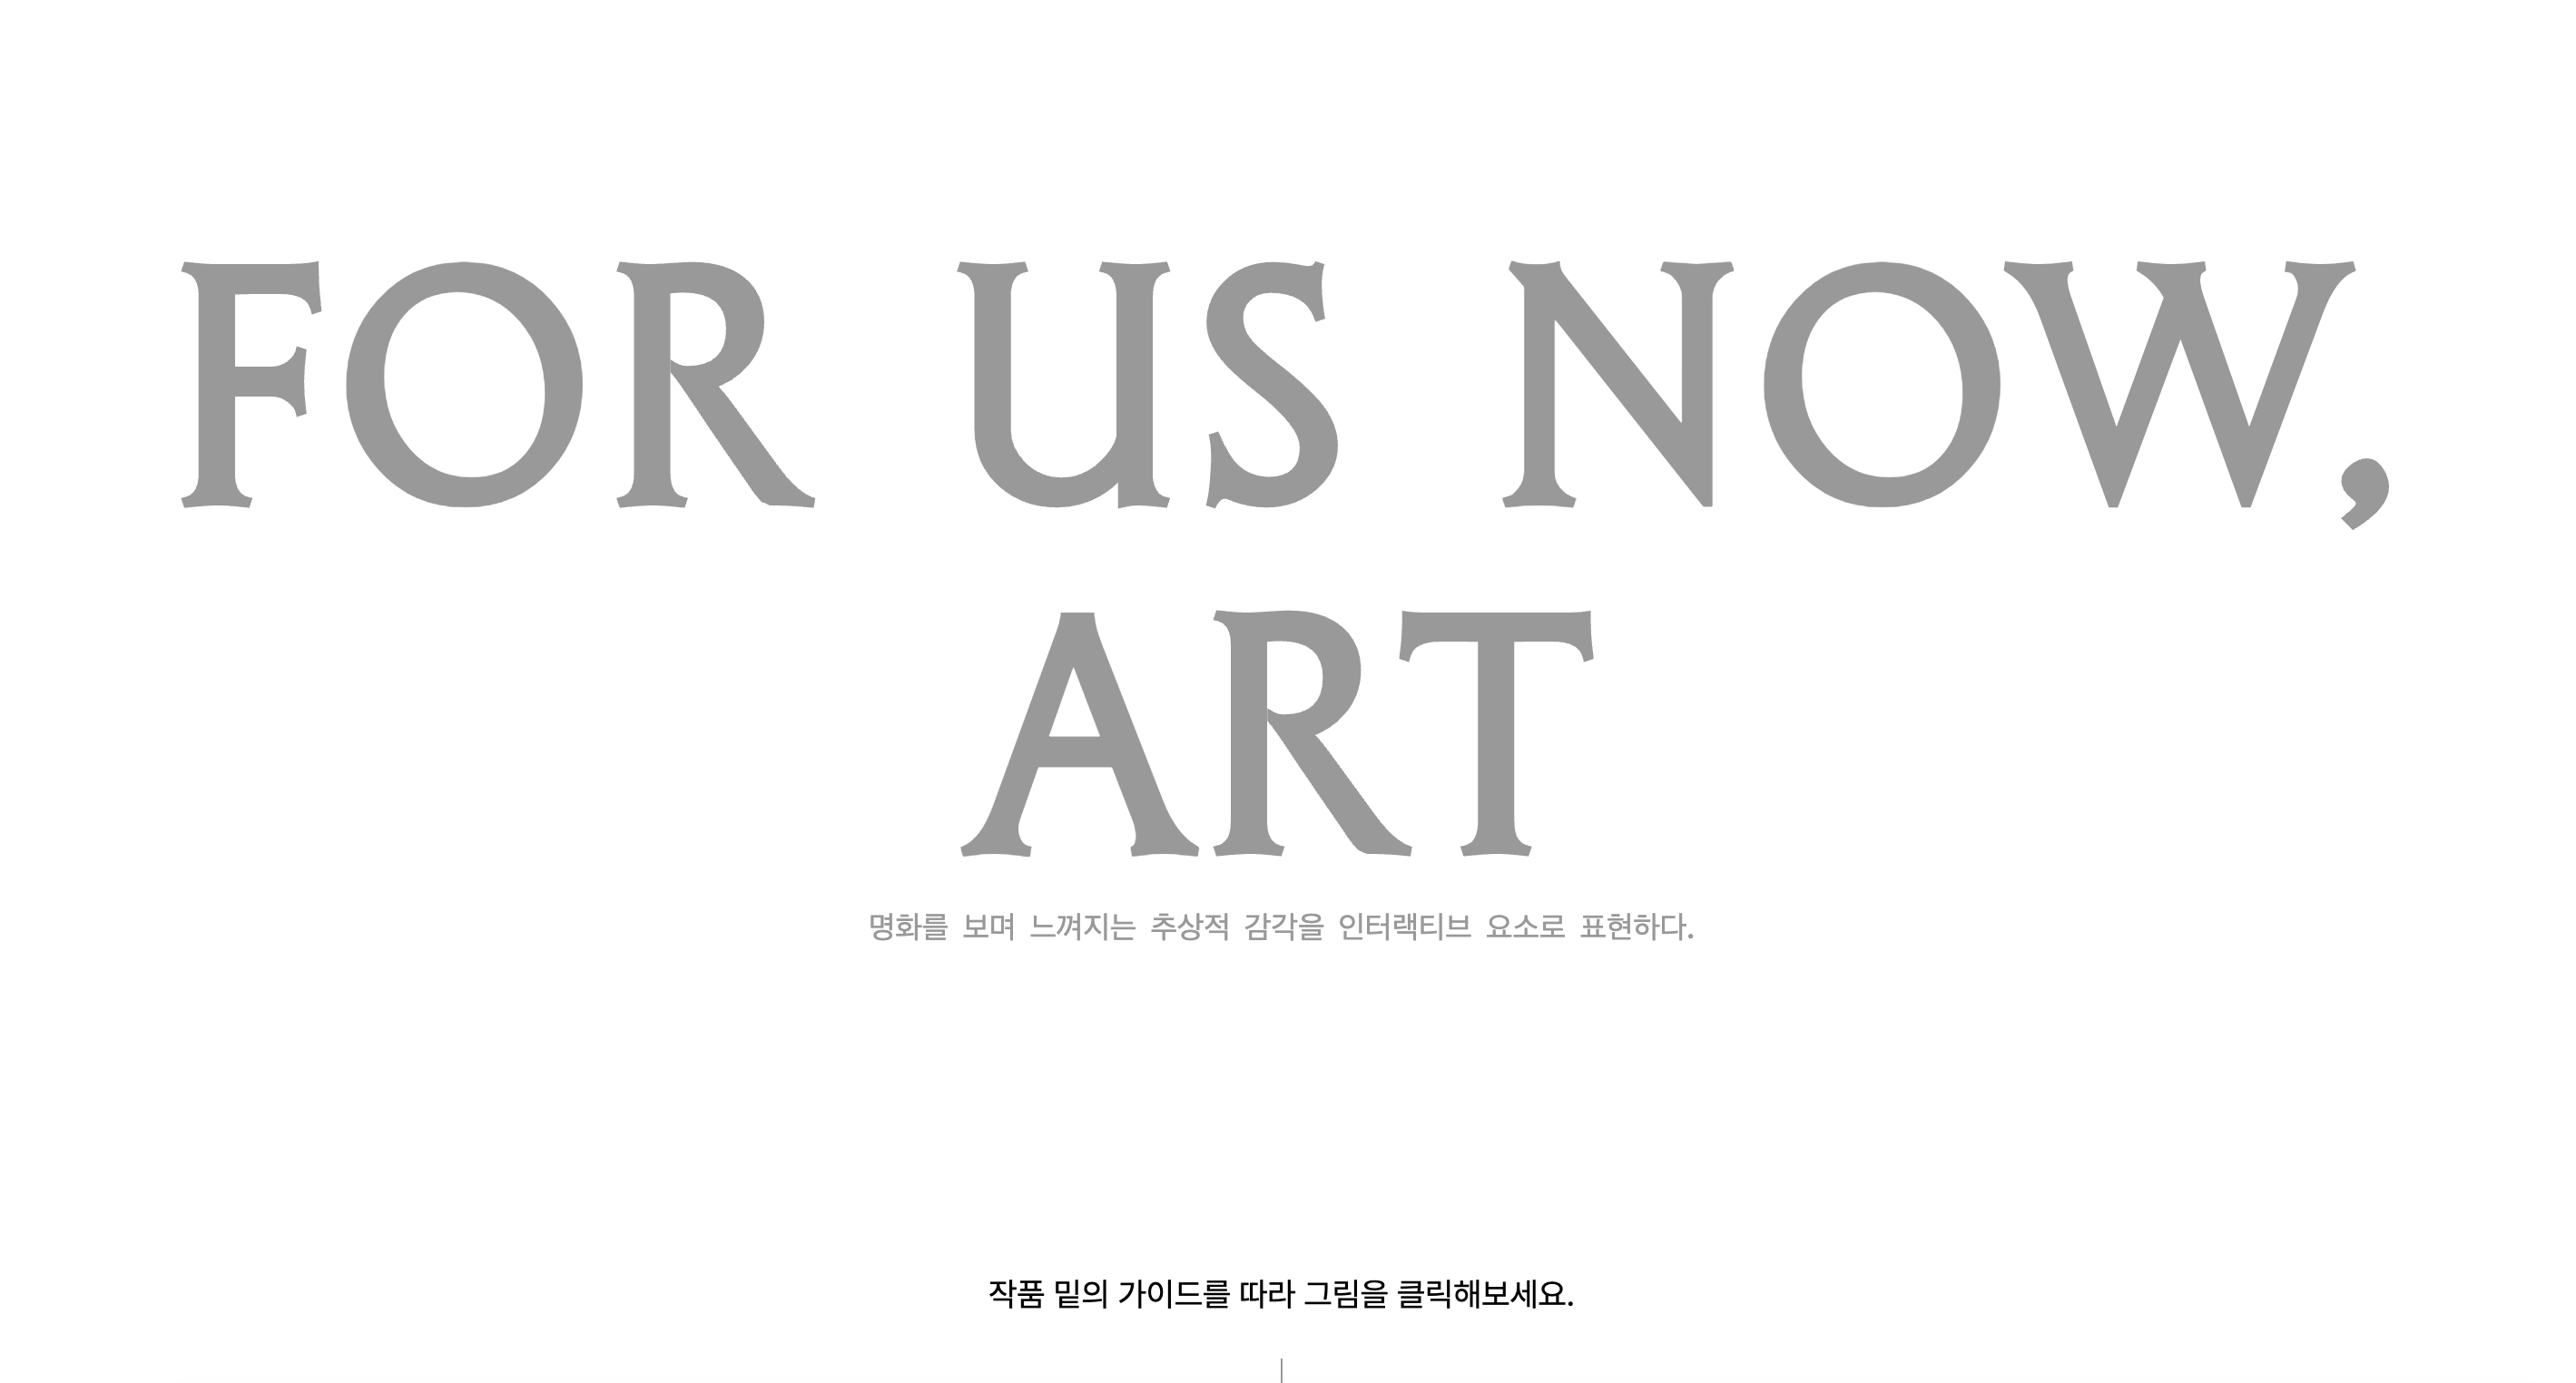 FOR US NOW,
ART
명화를 보며 느껴지는 추상적 감각을 인터랙티브 요소로 표현하다.
작품 밑의 가이드를 따라 그림을 클릭해보세요.